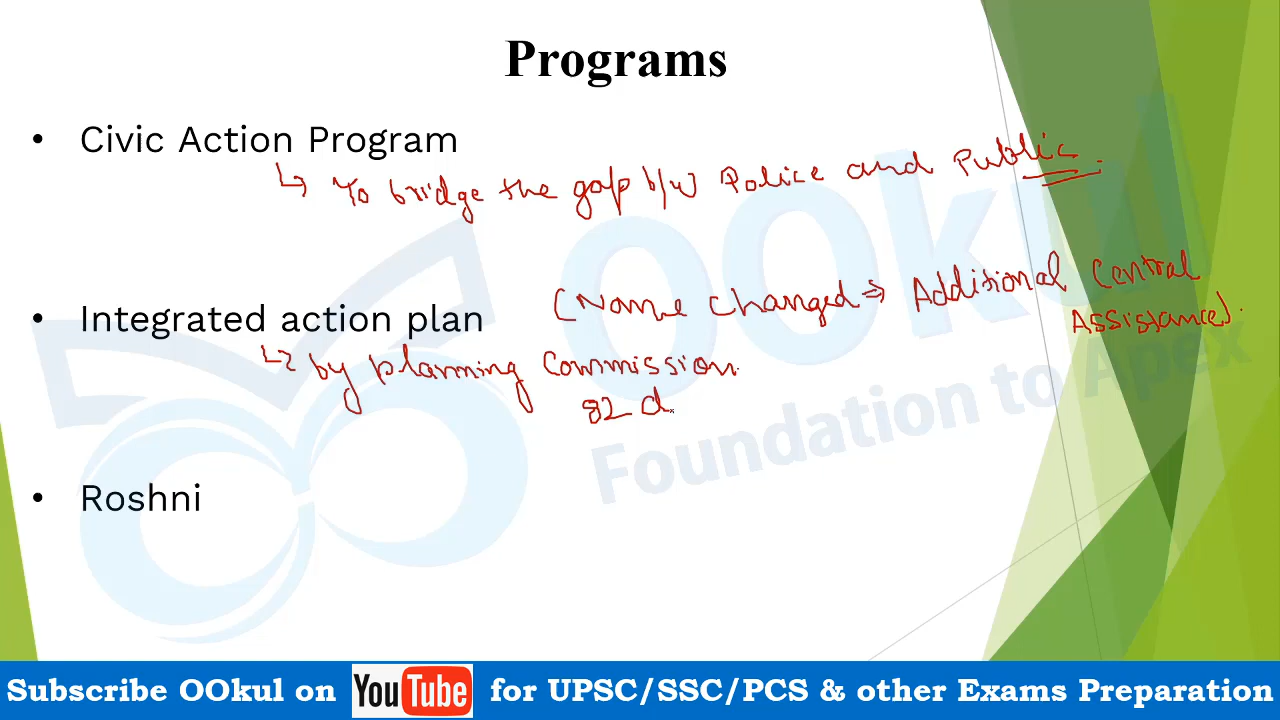 Programs
• Civic Action Program
↳ To bridge the gap b/w Police and Public.
• Integrated action plan (Name changed ⇒ Additional Central
Assistance).
↳ by planning Commission.
82 d
• Roshni
OOkul
Foundation to Apex
Subscribe OOkul on YouTube for UPSC/SSC/PCS & other Exams Preparation